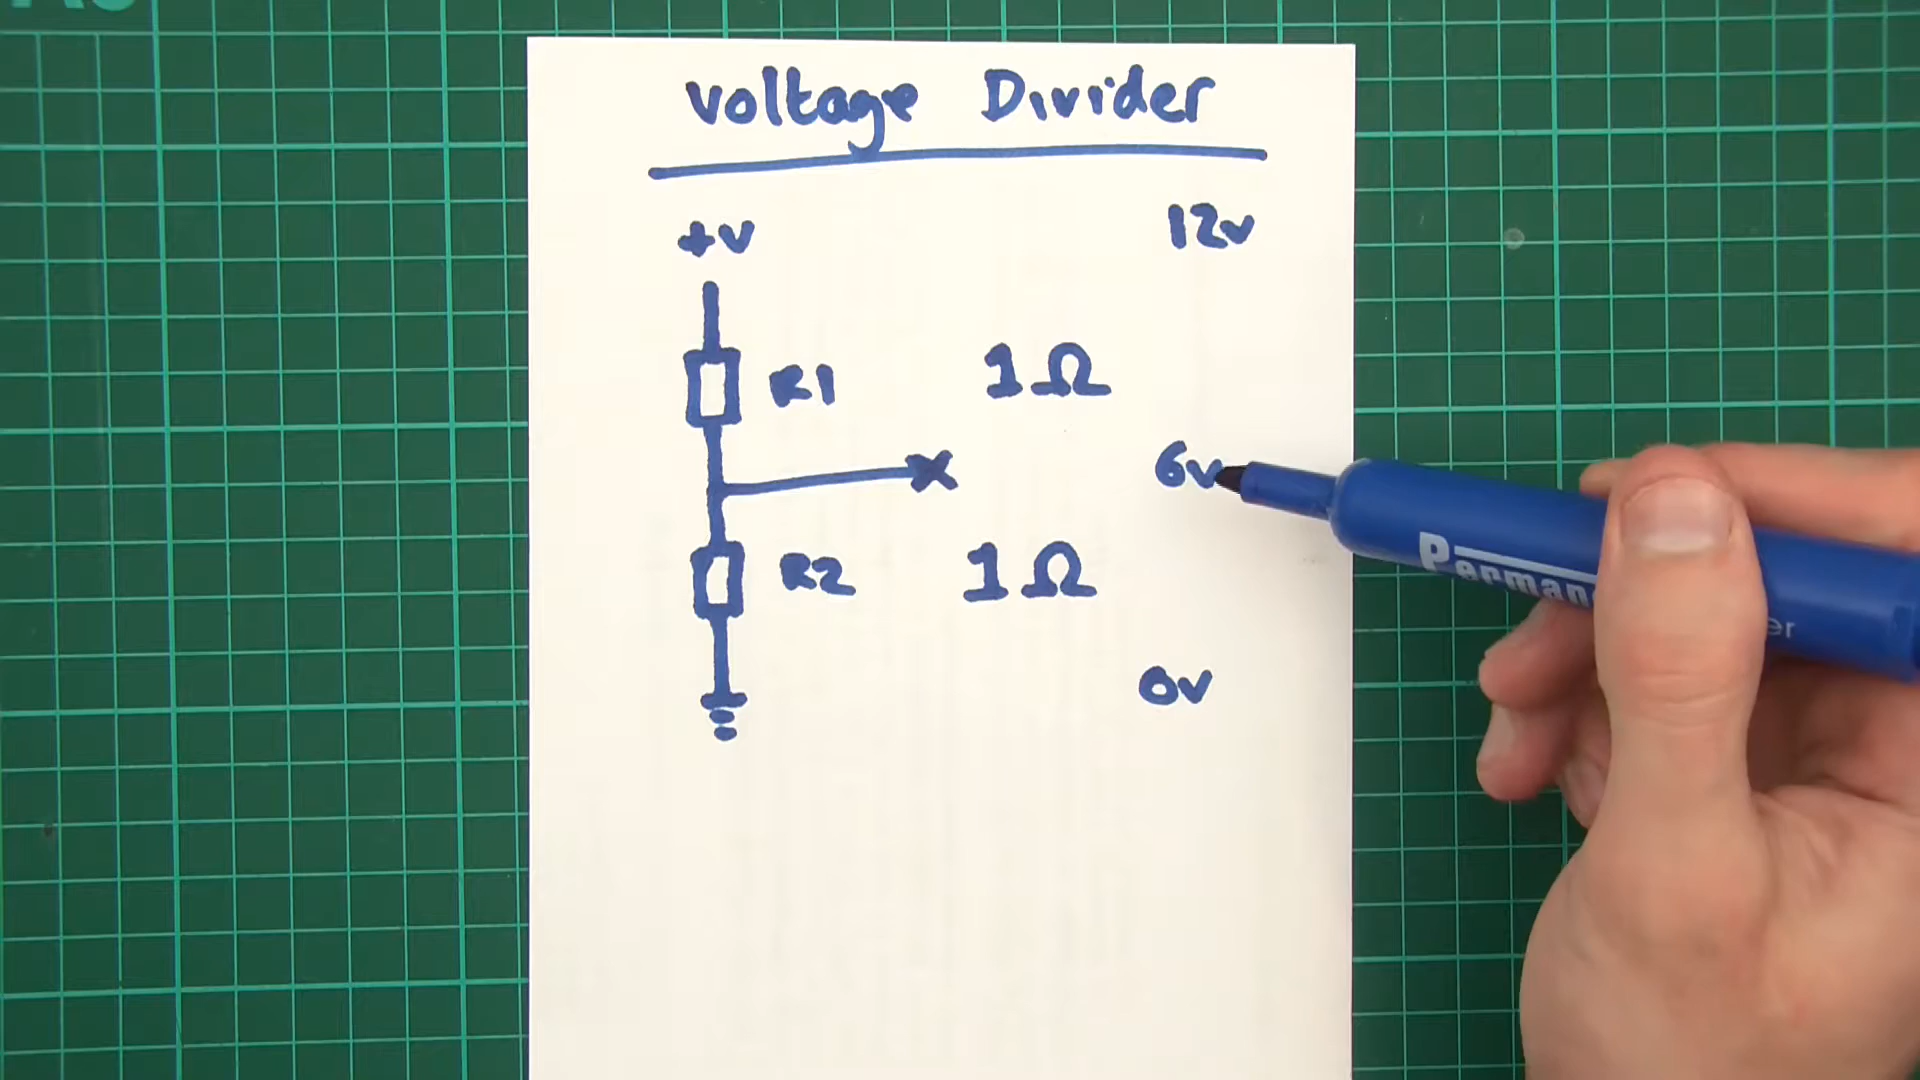 Voltage Divider
+v 12v
R1 1Ω
x 6v
R2 1Ω
0v